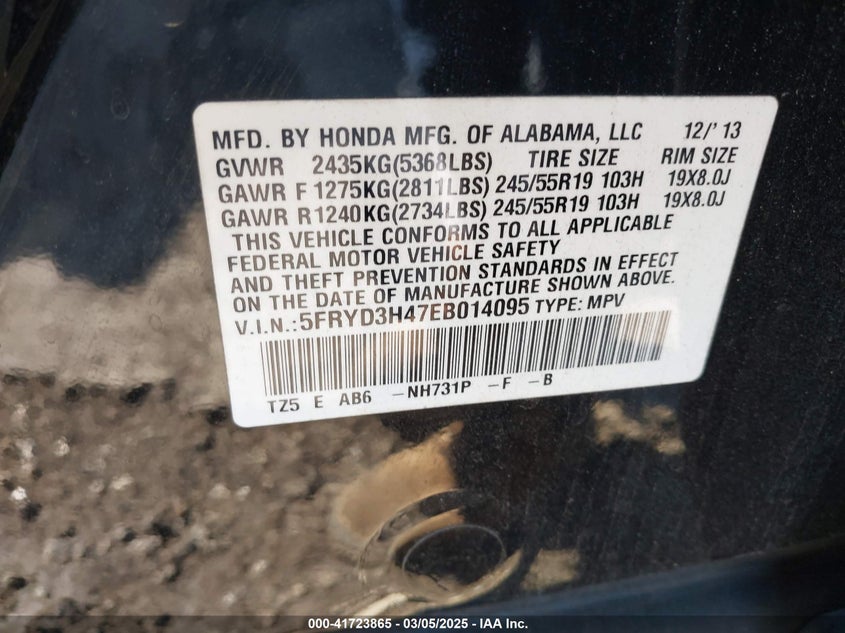 MFD. BY HONDA MFG. OF ALABAMA, LLC 12/' 13
GVWR 2435KG(5368LBS) TIRE SIZE RIM SIZE
GAWR F 1275KG(2811LBS) 245/55R19 103H 19X8.0J
GAWR R1240KG(2734LBS) 245/55R19 103H 19X8.0J
THIS VEHICLE CONFORMS TO ALL APPLICABLE
FEDERAL MOTOR VEHICLE SAFETY
AND THEFT PREVENTION STANDARDS IN EFFECT
ON THE DATE OF MANUFACTURE SHOWN ABOVE.
V.I.N.:5FRYD3H47EB014095 TYPE: MPV
TZ5 E AB6 -NH731P -F -B
000-41723865 - 03/05/2025 - IAA Inc.